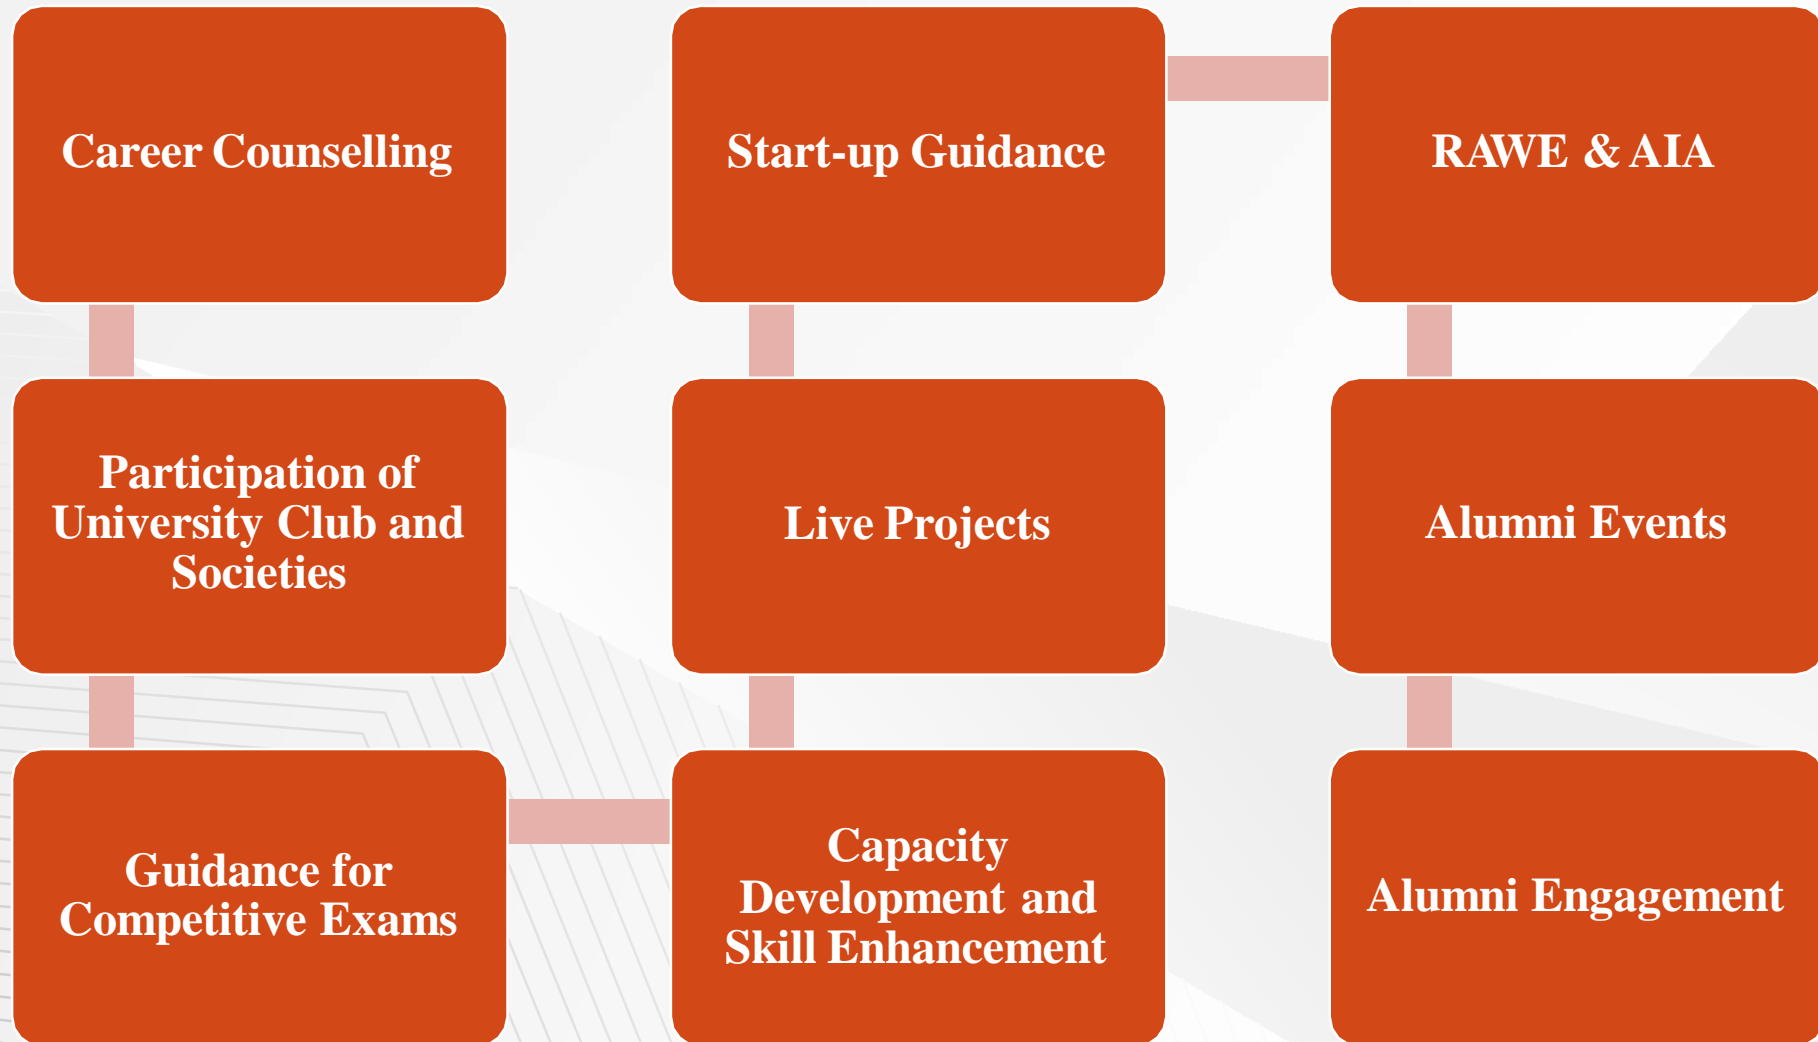 Career Counselling
Participation of
University Club and
Societies
Guidance for
Competitive Exams
Capacity
Development and
Skill Enhancement
Live Projects
Start-up Guidance
RAWE & AIA
Alumni Events
Alumni Engagement